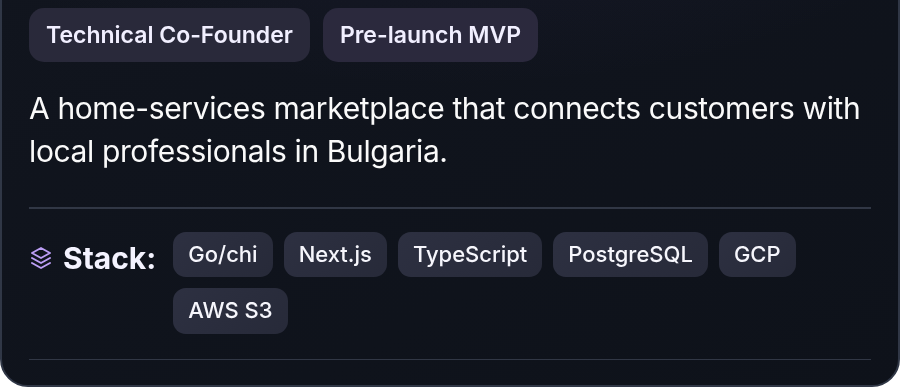 Technical Co-Founder Pre-launch MVP
A home-services marketplace that connects customers with
local professionals in Bulgaria.
Stack: Go/chi Next.js TypeScript PostgreSQL GCP
AWS S3